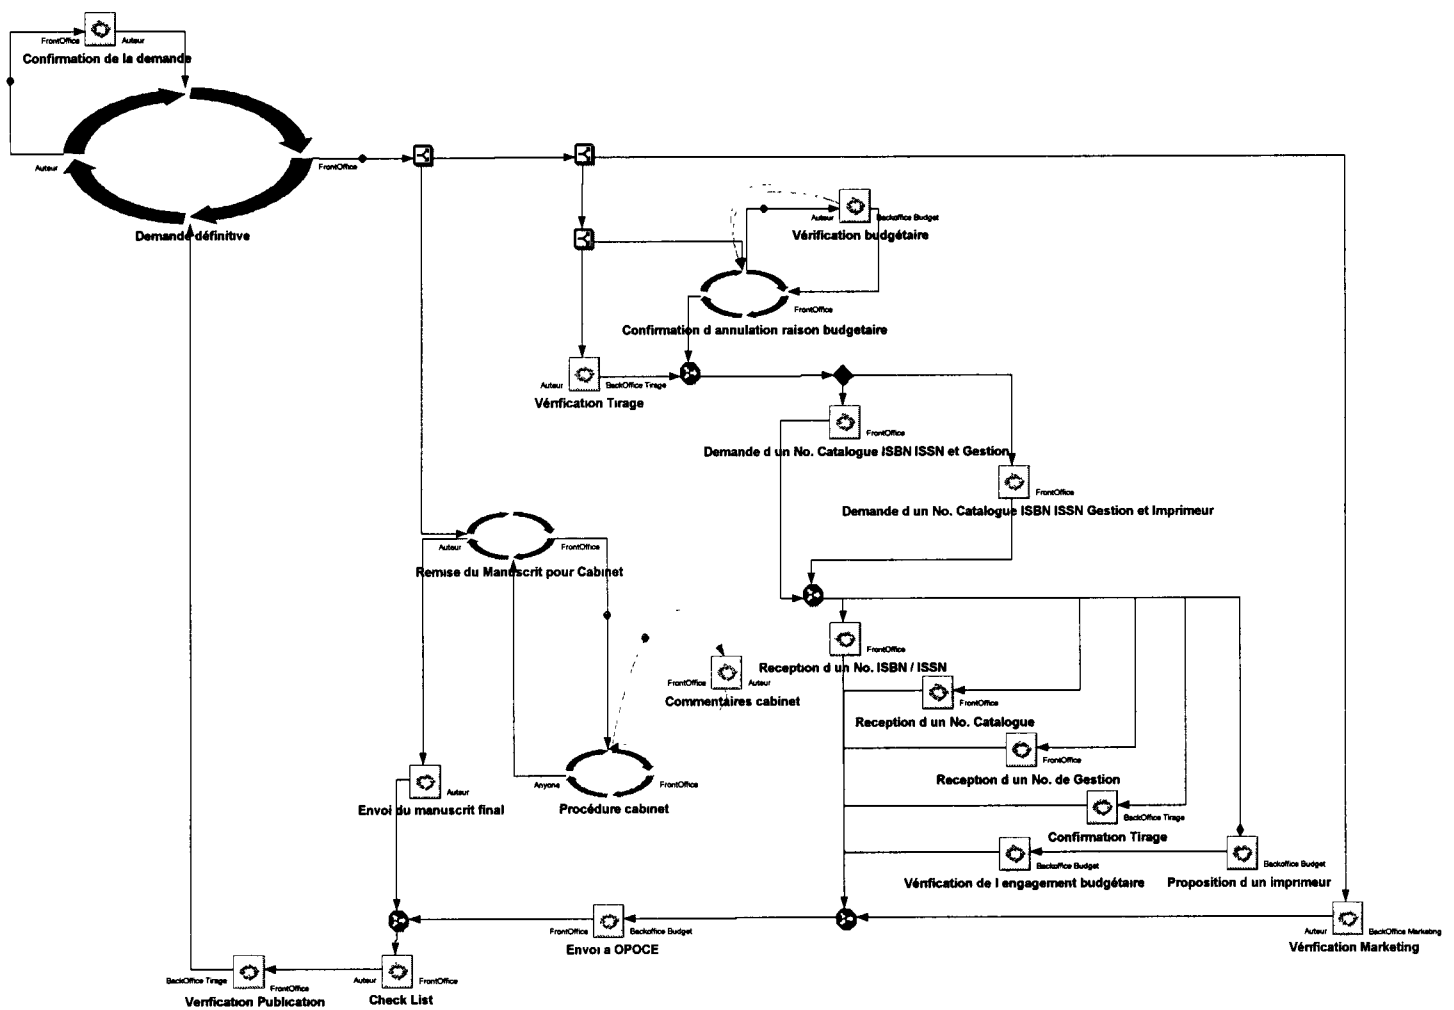 FrontOffice Auteur
Confirmation de la demande
Auteur FrontOffice
Demande définitive
Auteur Backoffice Budget
Vérification budgétaire
FrontOffice
Confirmation d annulation raison budgetaire
Auteur BackOffice Tirage
Vérification Tirage
FrontOffice
Demande d un No. Catalogue ISBN ISSN et Gestion
FrontOffice
Demande d un No. Catalogue ISBN ISSN Gestion et Imprimeur
Auteur FrontOffice
Remise du Manuscrit pour Cabinet
FrontOffice
Reception d un No. ISBN / ISSN
FrontOffice Auteur
Commentaires cabinet
FrontOffice
Reception d un No. Catalogue
FrontOffice
Reception d un No. de Gestion
Anyone FrontOffice
Procédure cabinet
Auteur
Envoi du manuscrit final
BackOffice Tirage
Confirmation Tirage
Backoffice Budget
Vérification de l engagement budgétaire
Backoffice Budget
Proposition d un imprimeur
FrontOffice Backoffice Budget
Envoi a OPOCE
Auteur BackOffice Marketing
Vérification Marketing
BackOffice Tirage FrontOffice
Verification Publication
Auteur FrontOffice
Check List